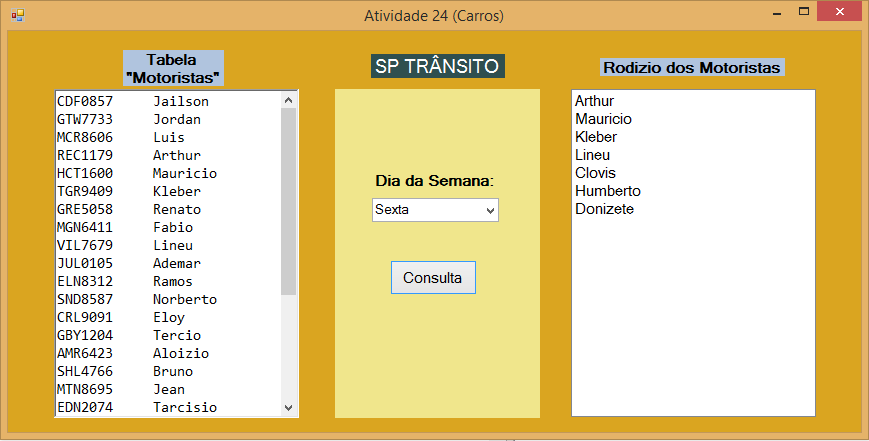 Atividade 24 (Carros)
Tabela
"Motoristas"
CDF0857 Jailson
GTW7733 Jordan
MCR8606 Luis
REC1179 Arthur
HCT1600 Mauricio
TGR9409 Kleber
GRE5058 Renato
MGN6411 Fabio
VIL7679 Lineu
JUL0105 Ademar
ELN8312 Ramos
SND8587 Norberto
CRL9091 Eloy
GBY1204 Tercio
AMR6423 Aloizio
SHL4766 Bruno
MTN8695 Jean
EDN2074 Tarcisio
SP TRÂNSITO
Dia da Semana:
Sexta
Consulta
Rodizio dos Motoristas
Arthur
Mauricio
Kleber
Lineu
Clovis
Humberto
Donizete